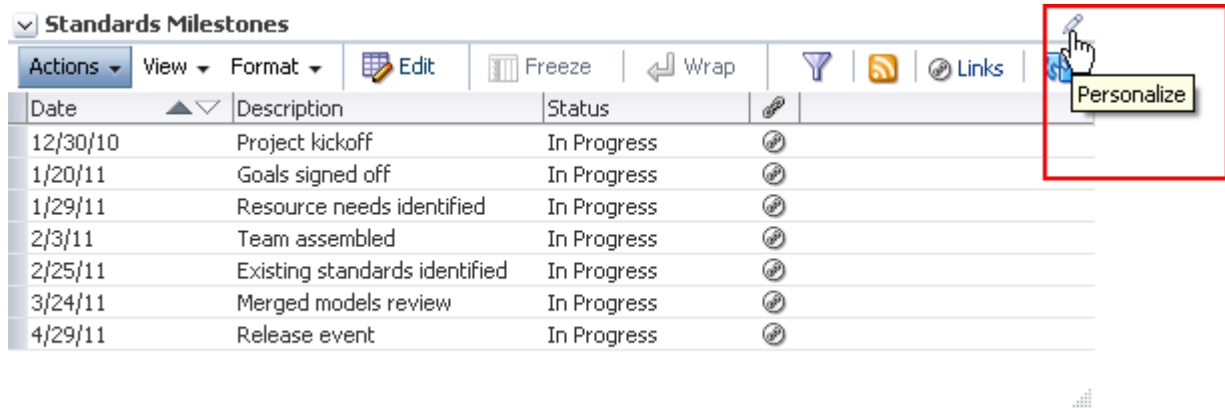 Standards Milestones
Actions View Format Edit Freeze Wrap Links
Personalize
Date Description Status
12/30/10 Project kickoff In Progress
1/20/11 Goals signed off In Progress
1/29/11 Resource needs identified In Progress
2/3/11 Team assembled In Progress
2/25/11 Existing standards identified In Progress
3/24/11 Merged models review In Progress
4/29/11 Release event In Progress